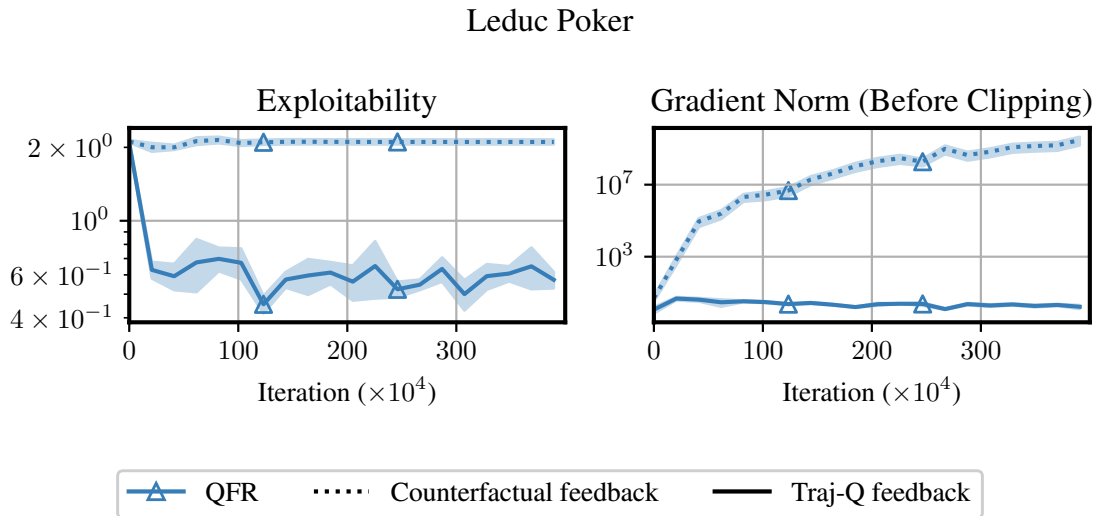 Leduc Poker
Exploitability
2 × 10⁰
10⁰
6 × 10⁻¹
4 × 10⁻¹
0 100 200 300
Iteration (×10⁴)
Gradient Norm (Before Clipping)
10⁷
10³
0 100 200 300
Iteration (×10⁴)
QFR Counterfactual feedback Traj-Q feedback